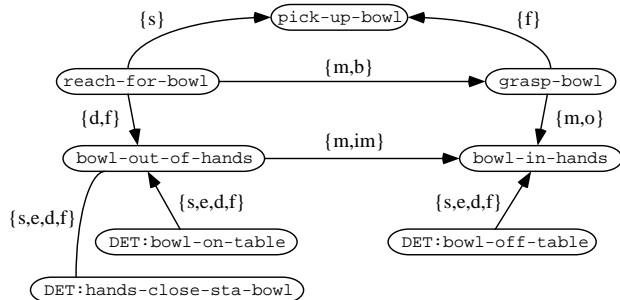 {s}
pick-up-bowl
{f}
reach-for-bowl
{m,b}
grasp-bowl
{d,f}
{m,o}
bowl-out-of-hands
{m,im}
bowl-in-hands
{s,e,d,f}
{s,e,d,f}
{s,e,d,f}
DET:bowl-on-table
DET:bowl-off-table
DET:hands-close-sta-bowl